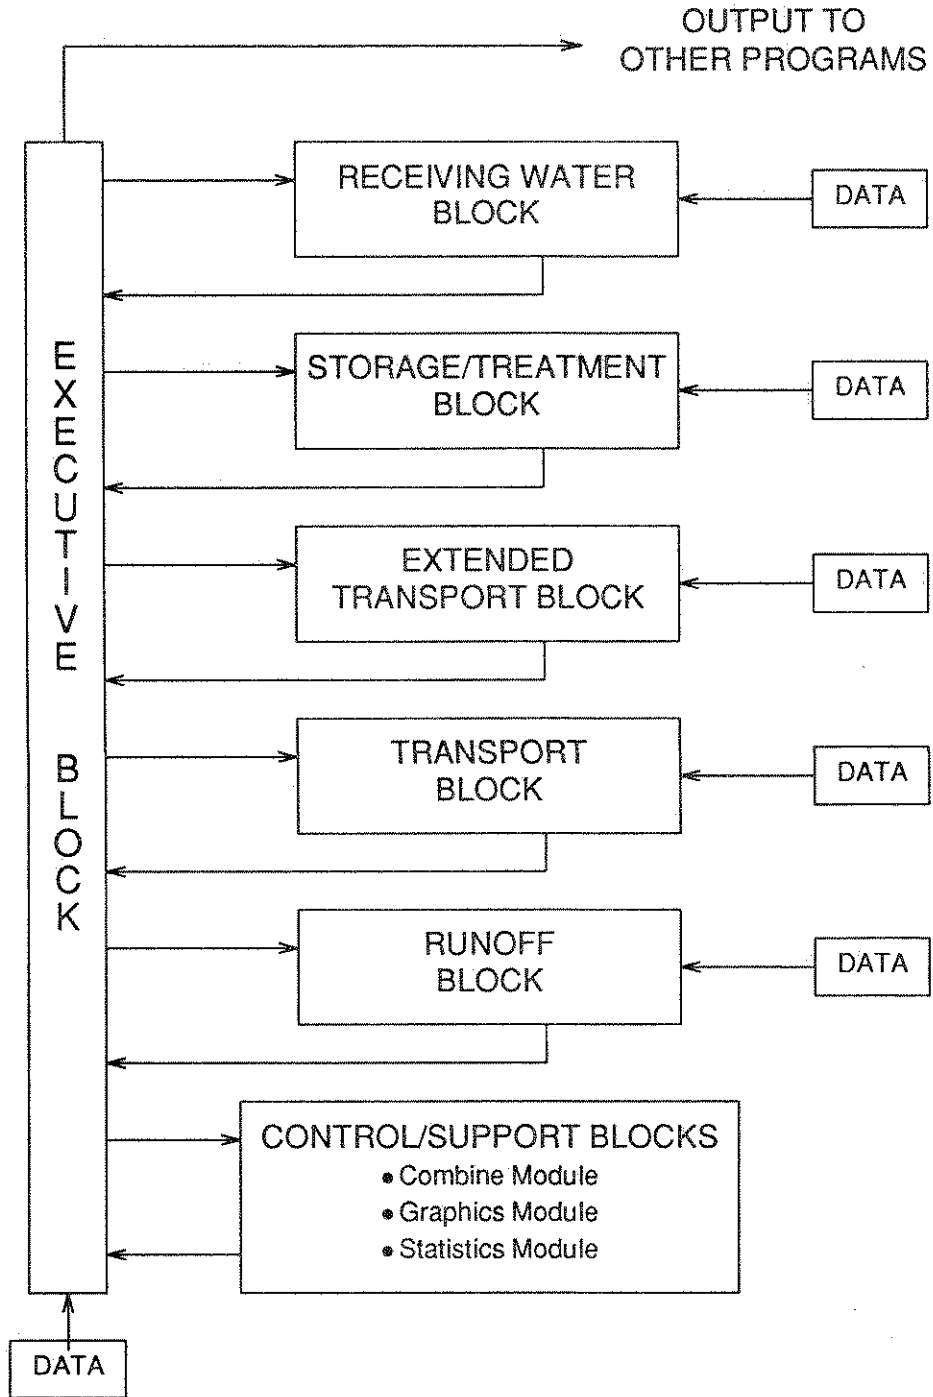 OUTPUT TO
OTHER PROGRAMS
RECEIVING WATER
BLOCK
DATA
STORAGE/TREATMENT
BLOCK
DATA
EXECUTIVE BLOCK
EXTENDED
TRANSPORT BLOCK
DATA
TRANSPORT
BLOCK
DATA
RUNOFF
BLOCK
DATA
CONTROL/SUPPORT BLOCKS
• Combine Module
• Graphics Module
• Statistics Module
DATA